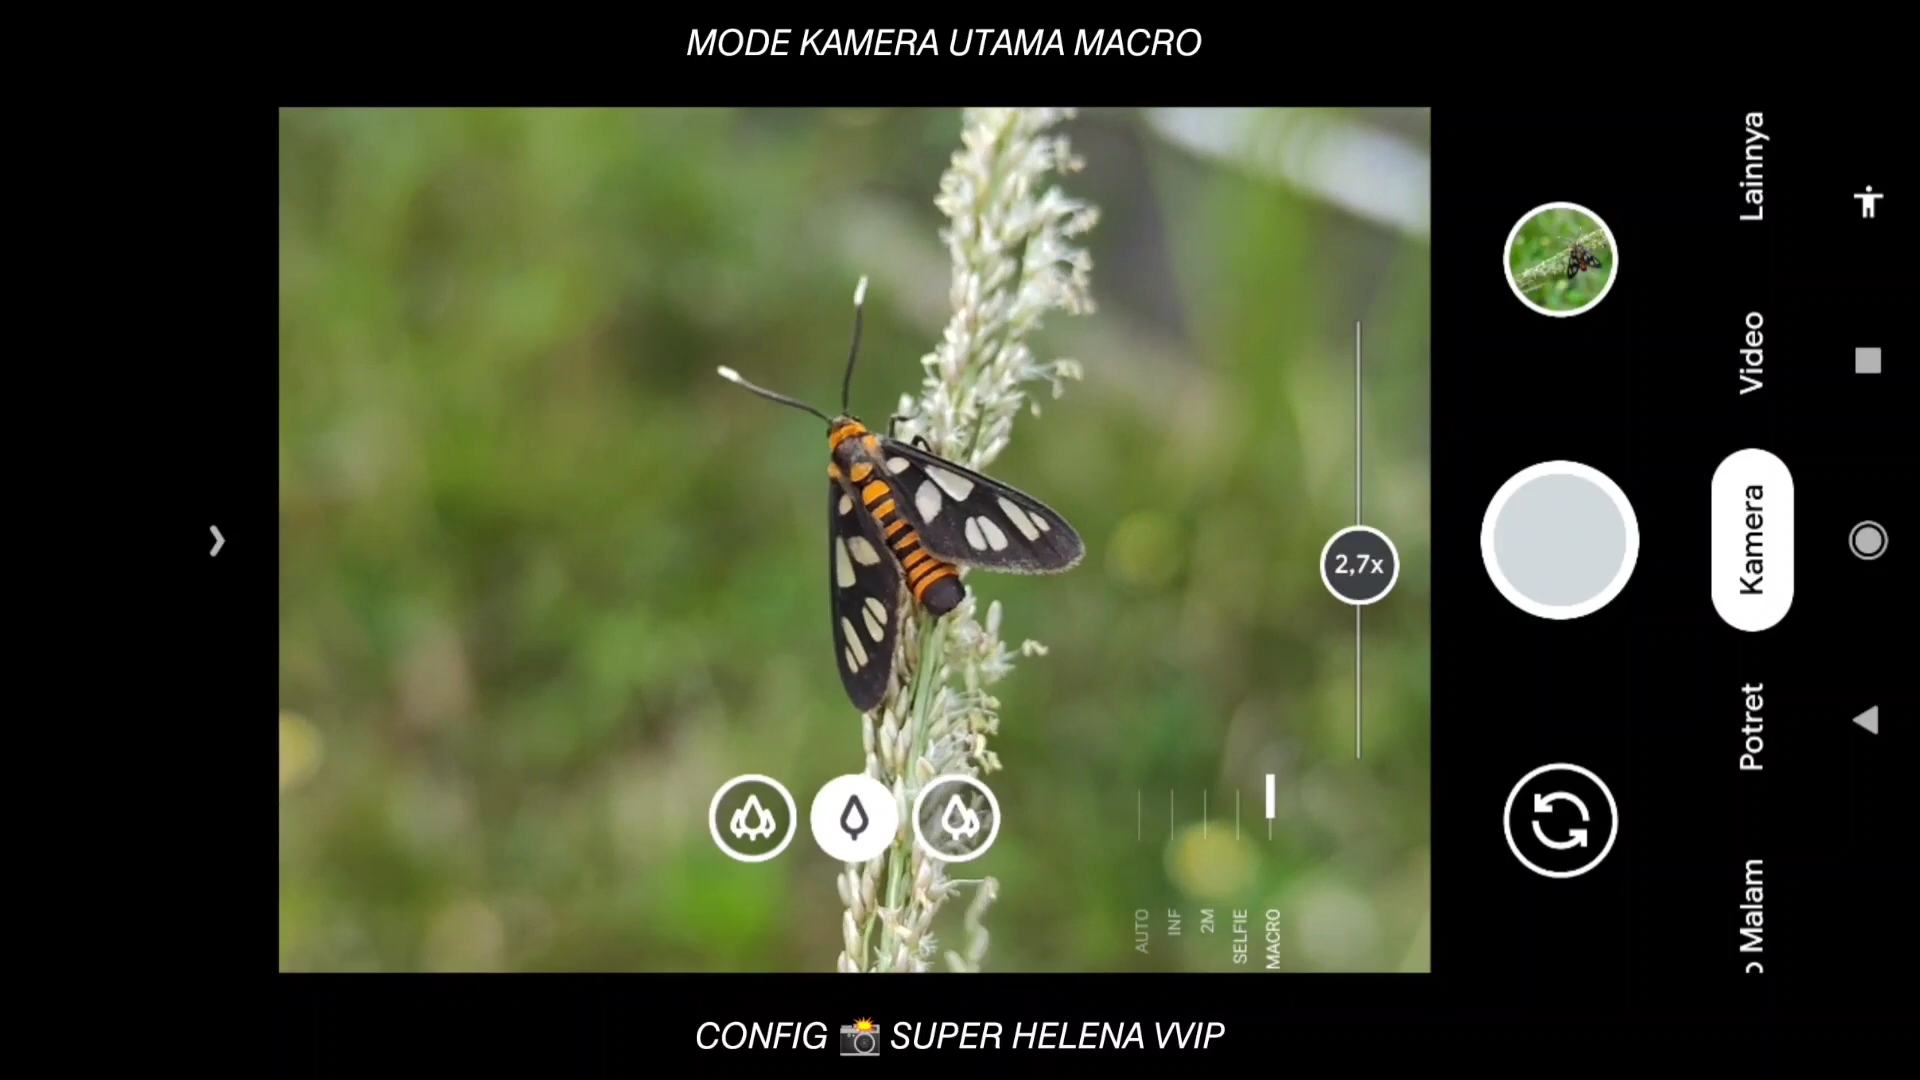 MODE KAMERA UTAMA MACRO
Lainnya
Video
Kamera
Potret
Malam
2,7x
AUTO
INF
2M
SELFIE
MACRO
CONFIG 📸 SUPER HELENA VVIP